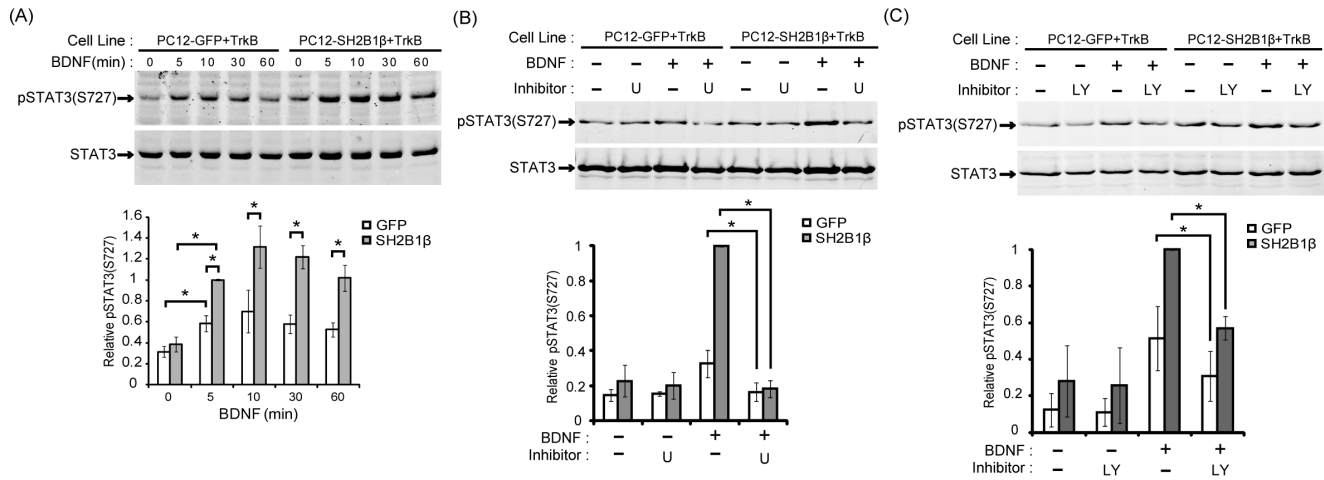 (A)
Cell Line :
PC12-GFP+TrkB PC12-SH2B1β+TrkB
BDNF(min) 0 5 10 30 60 0 5 10 30 60
pSTAT3(S727)
STAT3
Relative pSTAT3(S727)
1.6
1.4
1.2
1
0.8
0.6
0.4
0.2
0
* * * * * *
GFP
SH2B1β
0 5 10 30 60
BDNF (min)
(B)
Cell Line : PC12-GFP+TrkB PC12-SH2B1β+TrkB
BDNF : – – + + – – + +
Inhibitor : – U – U – U – U
pSTAT3(S727)
STAT3
Relative pSTAT3(S727)
1
0.8
0.6
0.4
0.2
0
* *
GFP
SH2B1β
BDNF : – – + +
Inhibitor : – U – U
(C)
Cell Line : PC12-GFP+TrkB PC12-SH2B1β+TrkB
BDNF : – – + + – – + +
Inhibitor : – LY – LY – LY – LY
pSTAT3(S727)
STAT3
Relative pSTAT3(S727)
1
0.8
0.6
0.4
0.2
0
* *
GFP
SH2B1β
BDNF : – – + +
Inhibitor : – LY – LY